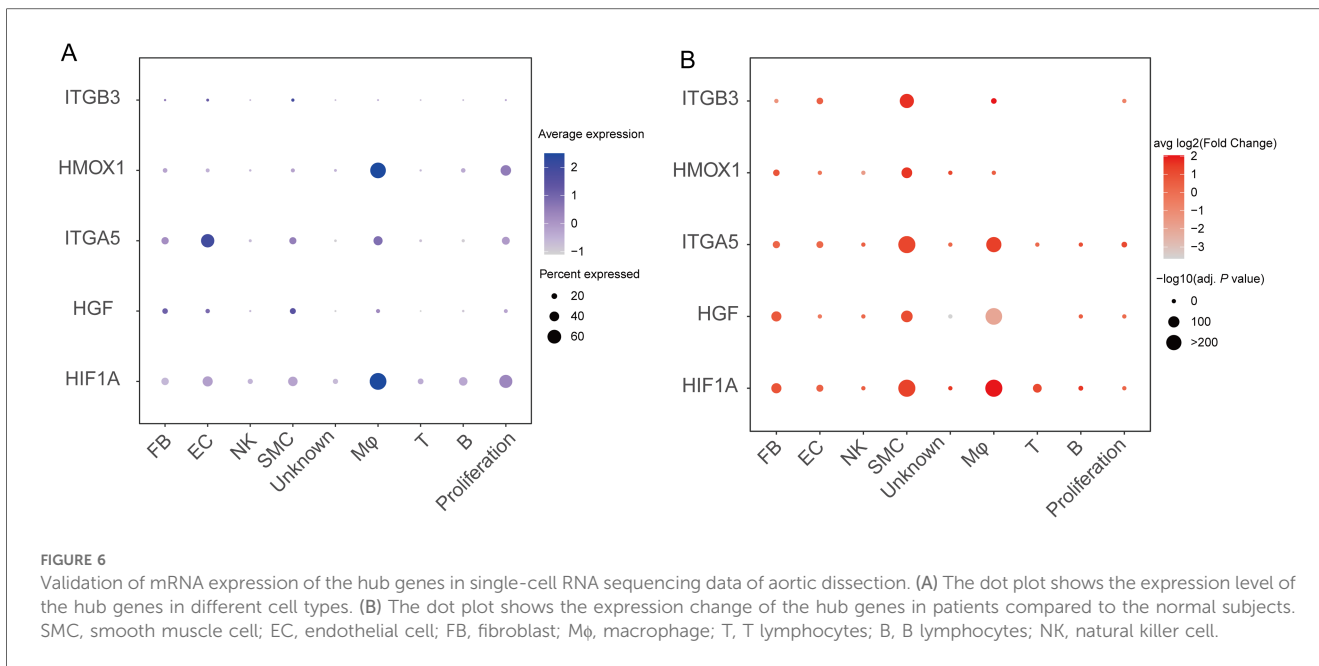 A
ITGB3
HMOX1
ITGA5
HGF
HIF1A
FB
EC
NK
SMC
Unknown
Mφ
T
B
Proliferation
Average expression
2
1
0
−1
Percent expressed
20
40
60
B
ITGB3
HMOX1
ITGA5
HGF
HIF1A
FB
EC
NK
SMC
Unknown
Mφ
T
B
Proliferation
avg log2(Fold Change)
2
1
0
−1
−2
−3
−log10(adj. P value)
0
100
>200
FIGURE 6
Validation of mRNA expression of the hub genes in single-cell RNA sequencing data of aortic dissection. (A) The dot plot shows the expression level of
the hub genes in different cell types. (B) The dot plot shows the expression change of the hub genes in patients compared to the normal subjects.
SMC, smooth muscle cell; EC, endothelial cell; FB, fibroblast; Mϕ, macrophage; T, T lymphocytes; B, B lymphocytes; NK, natural killer cell.